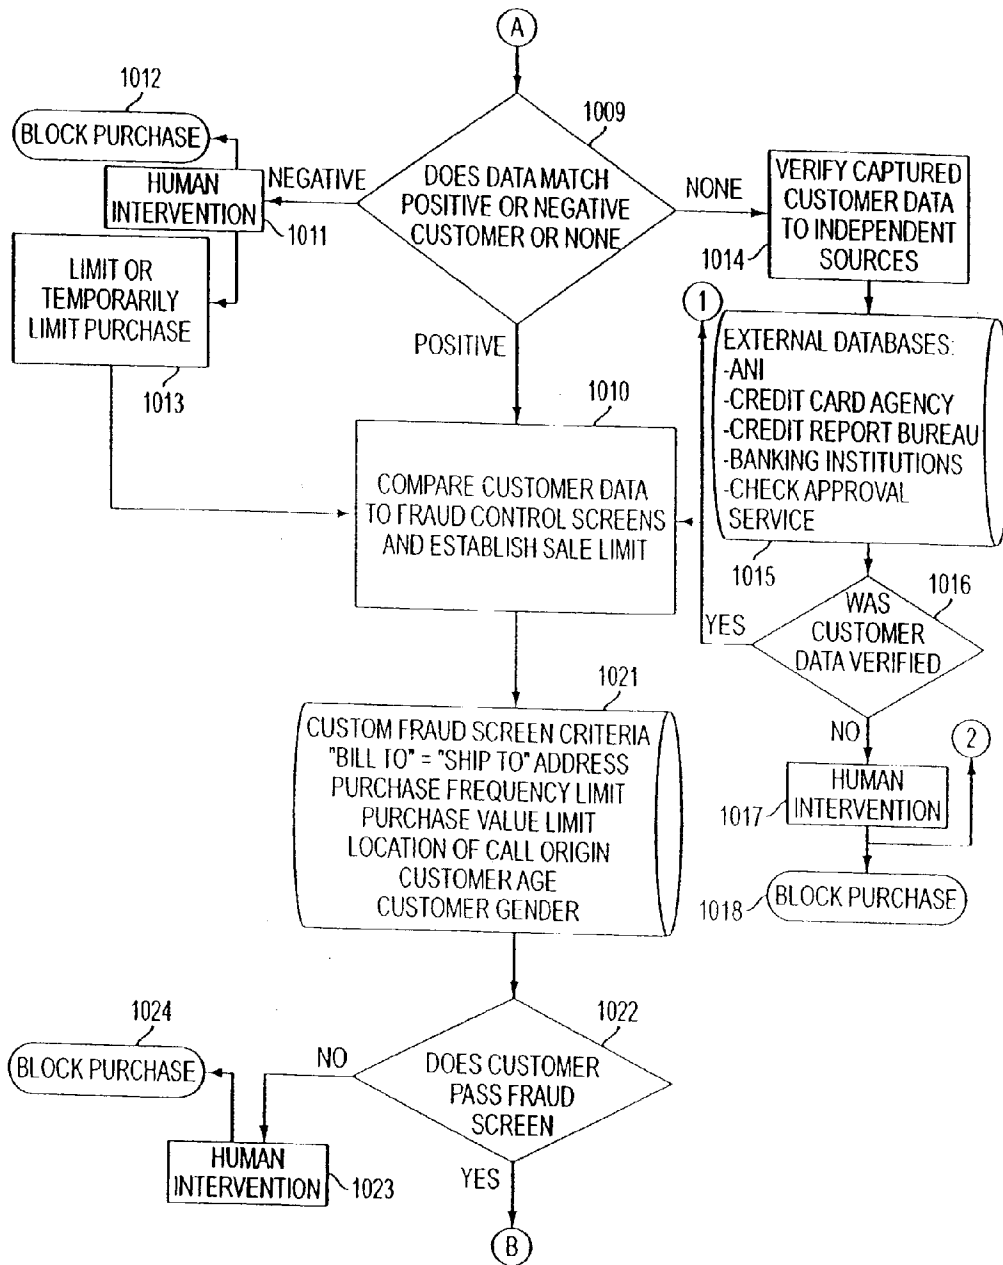 A
1012
BLOCK PURCHASE
1009
NEGATIVE
HUMAN
INTERVENTION
1011
DOES DATA MATCH
POSITIVE OR NEGATIVE
CUSTOMER OR NONE
NONE
VERIFY CAPTURED
CUSTOMER DATA
TO INDEPENDENT
SOURCES
1014
LIMIT OR
TEMPORARILY
LIMIT PURCHASE
1013
POSITIVE
1
EXTERNAL DATABASES:
-ANI
-CREDIT CARD AGENCY
-CREDIT REPORT BUREAU
-BANKING INSTITUTIONS
-CHECK APPROVAL
SERVICE
1015
1010
COMPARE CUSTOMER DATA
TO FRAUD CONTROL SCREENS
AND ESTABLISH SALE LIMIT
1016
WAS
CUSTOMER
DATA VERIFIED
YES
NO
2
HUMAN
INTERVENTION
1017
BLOCK PURCHASE
1018
1021
CUSTOM FRAUD SCREEN CRITERIA
"BILL TO" = "SHIP TO" ADDRESS
PURCHASE FREQUENCY LIMIT
PURCHASE VALUE LIMIT
LOCATION OF CALL ORIGIN
CUSTOMER AGE
CUSTOMER GENDER
1022
DOES CUSTOMER
PASS FRAUD
SCREEN
NO
1024
BLOCK PURCHASE
HUMAN
INTERVENTION
1023
YES
B